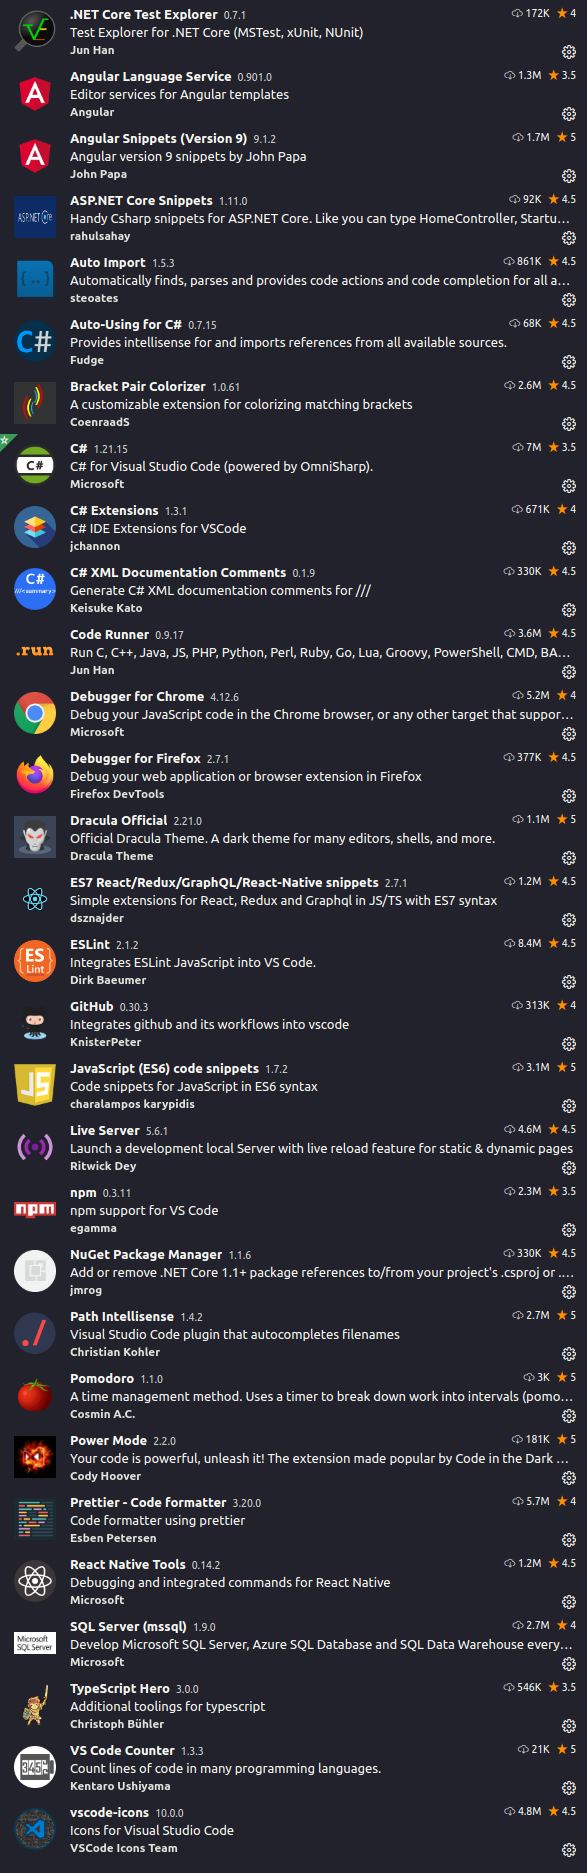 .NET Core Test Explorer 0.7.1 172K 4
Test Explorer for .NET Core (MSTest, xUnit, NUnit)
Jun Han
Angular Language Service 0.901.0 1.3M 3.5
Editor services for Angular templates
Angular
Angular Snippets (Version 9) 9.1.2 1.7M 5
Angular version 9 snippets by John Papa
John Papa
ASP.NET Core
ASP.NET Core Snippets 1.11.0 92K 4.5
Handy Csharp snippets for ASP.NET Core. Like you can type HomeController, Startu...
rahulsahay
{..}
Auto Import 1.5.3 861K 4.5
Automatically finds, parses and provides code actions and code completion for all a...
steoates
C#
Auto-Using for C# 0.7.15 68K 4.5
Provides intellisense for and imports references from all available sources.
Fudge
Bracket Pair Colorizer 1.0.61 2.6M 4.5
A customizable extension for colorizing matching brackets
CoenraadS
C#
C# 1.21.15 7M 3.5
C# for Visual Studio Code (powered by OmniSharp).
Microsoft
C# Extensions 1.3.1 671K 4
C# IDE Extensions for VSCode
jchannon
C#
///<summary>
C# XML Documentation Comments 0.1.9 330K 4.5
Generate C# XML documentation comments for ///
Keisuke Kato
.run
Code Runner 0.9.17 3.6M 4.5
Run C, C++, Java, JS, PHP, Python, Perl, Ruby, Go, Lua, Groovy, PowerShell, CMD, BA...
Jun Han
Debugger for Chrome 4.12.6 5.2M 4
Debug your JavaScript code in the Chrome browser, or any other target that suppor...
Microsoft
Debugger for Firefox 2.7.1 377K 4.5
Debug your web application or browser extension in Firefox
Firefox DevTools
Dracula Official 2.21.0 1.1M 5
Official Dracula Theme. A dark theme for many editors, shells, and more.
Dracula Theme
ES7 React/Redux/GraphQL/React-Native snippets 2.7.1 1.2M 4.5
Simple extensions for React, Redux and Graphql in JS/TS with ES7 syntax
dsznajder
{ES
Lint}
ESLint 2.1.2 8.4M 4.5
Integrates ESLint JavaScript into VS Code.
Dirk Baeumer
GitHub 0.30.3 313K 4
Integrates github and its workflows into vscode
KnisterPeter
JS
JavaScript (ES6) code snippets 1.7.2 3.1M 5
Code snippets for JavaScript in ES6 syntax
charalampos karypidis
Live Server 5.6.1 4.6M 4.5
Launch a development local Server with live reload feature for static & dynamic pages
Ritwick Dey
npm
npm 0.3.11 2.3M 3.5
npm support for VS Code
egamma
NuGet Package Manager 1.1.6 330K 4.5
Add or remove .NET Core 1.1+ package references to/from your project's .csproj or ....
jmrog
./
Path Intellisense 1.4.2 2.7M 5
Visual Studio Code plugin that autocompletes filenames
Christian Kohler
Pomodoro 1.1.0 3K 5
A time management method. Uses a timer to break down work into intervals (pomo...
Cosmin A.C.
Power Mode 2.2.0 181K 5
Your code is powerful, unleash it! The extension made popular by Code in the Dark ...
Cody Hoover
Prettier - Code formatter 3.20.0 5.7M 4
Code formatter using prettier
Esben Petersen
React Native Tools 0.14.2 1.2M 4.5
Debugging and integrated commands for React Native
Microsoft
Microsoft
SQL Server
SQL Server (mssql) 1.9.0 2.7M 4
Develop Microsoft SQL Server, Azure SQL Database and SQL Data Warehouse every...
Microsoft
TypeScript Hero 3.0.0 546K 3.5
Additional toolings for typescript
Christoph Bühler
VS Code Counter 1.3.3 21K 5
Count lines of code in many programming languages.
Kentaro Ushiyama
vscode-icons 10.0.0 4.8M 4.5
Icons for Visual Studio Code
VSCode Icons Team